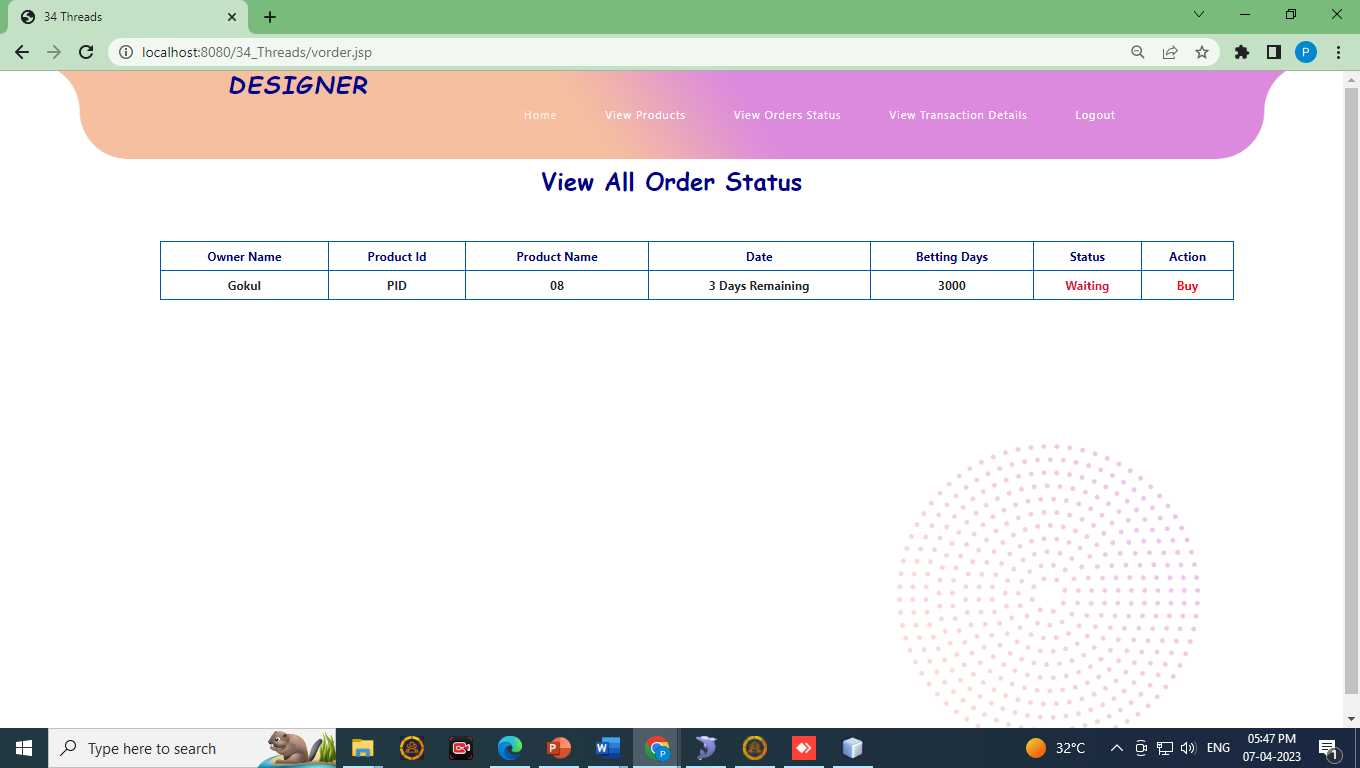 34 Threads
localhost:8080/34_Threads/vorder.jsp
P
DESIGNER
Home View Products View Orders Status View Transaction Details Logout
View All Order Status
Owner Name Product Id Product Name Date Betting Days Status Action
Gokul PID 08 3 Days Remaining 3000 Waiting Buy
Type here to search
P
W
P
32°C
ENG
05:47 PM
07-04-2023
1